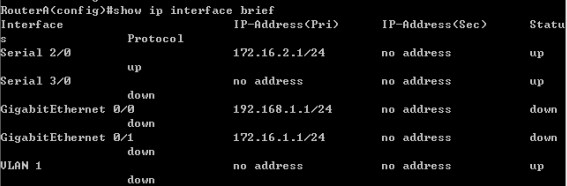 RouterA(config)#show ip interface brief
Interface IP-Address(Pri) IP-Address(Sec) Statu
s Protocol
Serial 2/0 172.16.2.1/24 no address up
up
Serial 3/0 no address no address up
down
GigabitEthernet 0/0 192.168.1.1/24 no address down
down
GigabitEthernet 0/1 172.16.1.1/24 no address down
down
VLAN 1 no address no address up
down